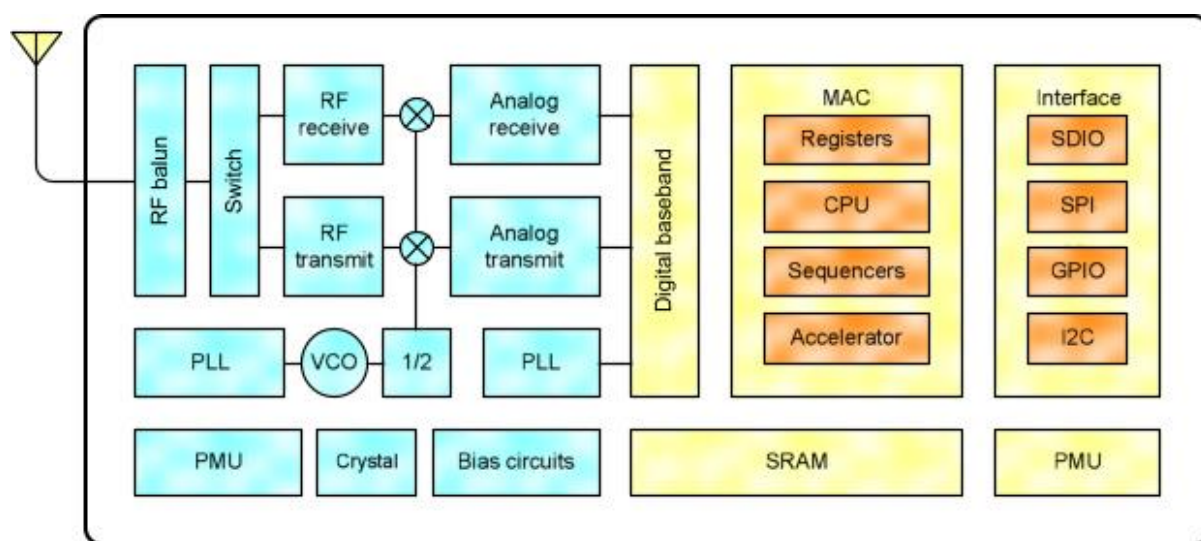 RF balun
Switch
RF
receive
Analog
receive
RF
transmit
Analog
transmit
PLL
VCO
1/2
PLL
Digital baseband
MAC
Registers
CPU
Sequencers
Accelerator
Interface
SDIO
SPI
GPIO
I2C
PMU
Crystal
Bias circuits
SRAM
PMU